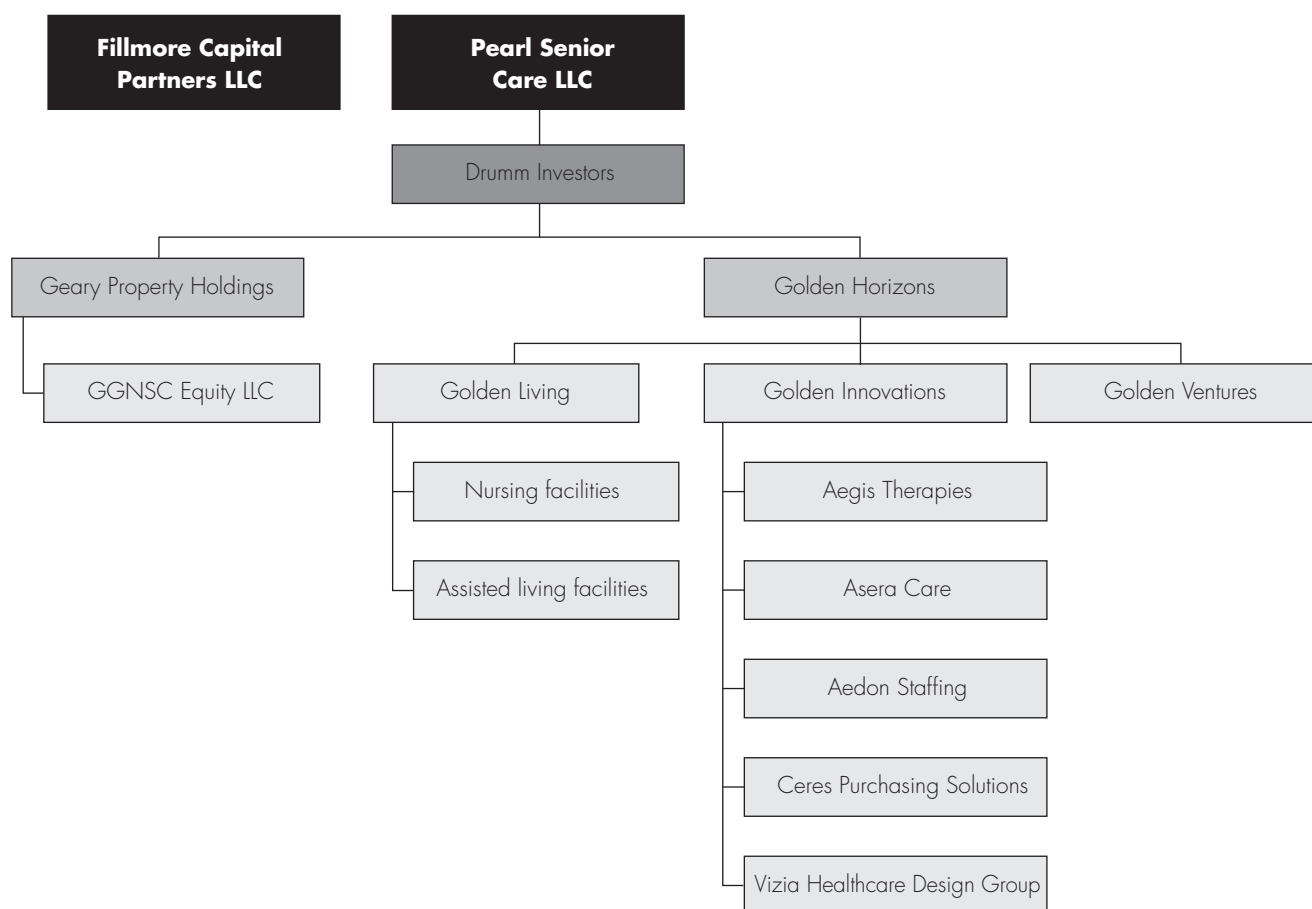 Fillmore Capital
Partners LLC
Pearl Senior
Care LLC
Drumm Investors
Geary Property Holdings
Golden Horizons
GGNSC Equity LLC
Golden Living
Golden Innovations
Golden Ventures
Nursing facilities
Aegis Therapies
Assisted living facilities
Asera Care
Aedon Staffing
Ceres Purchasing Solutions
Vizia Healthcare Design Group